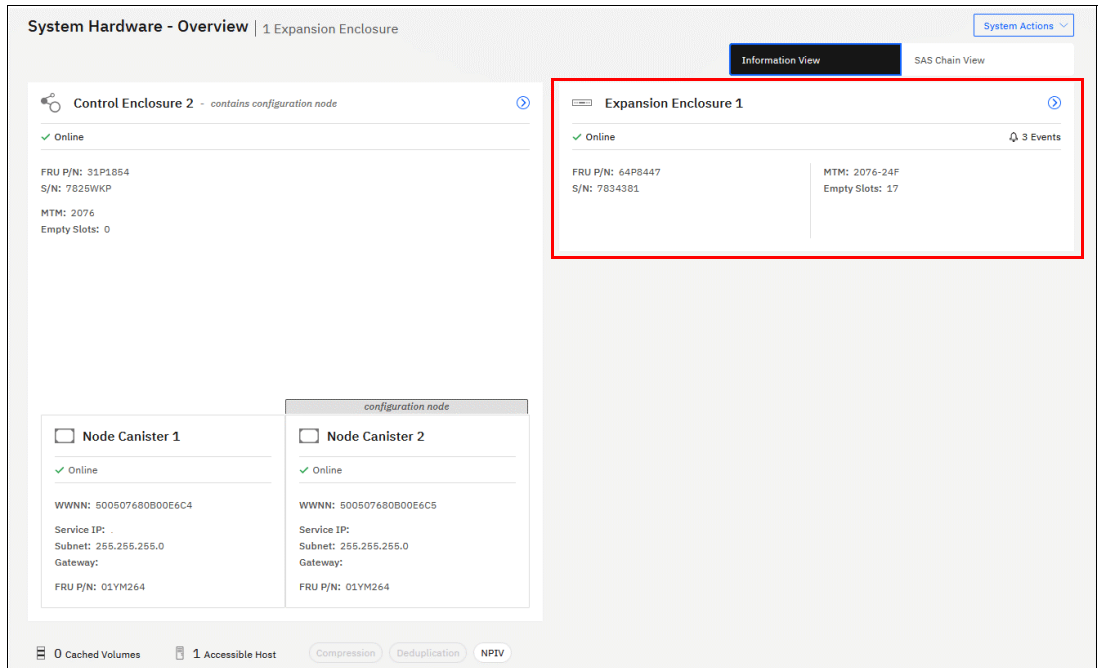 System Hardware - Overview | 1 Expansion Enclosure
System Actions
Information View
SAS Chain View
Control Enclosure 2 - contains configuration node
Online
FRU P/N: 31P1854
S/N: 7825WKP
MTM: 2076
Empty Slots: 0
Expansion Enclosure 1
Online
3 Events
FRU P/N: 64P8447
S/N: 7834381
MTM: 2076-24F
Empty Slots: 17
configuration node
Node Canister 1
Online
WWNN: 500507680B00E6C4
Service IP: .
Subnet: 255.255.255.0
Gateway:
FRU P/N: 01YM264
Node Canister 2
Online
WWNN: 500507680B00E6C5
Service IP:
Subnet: 255.255.255.0
Gateway:
FRU P/N: 01YM264
0 Cached Volumes
1 Accessible Host
Compression
Deduplication
NPIV